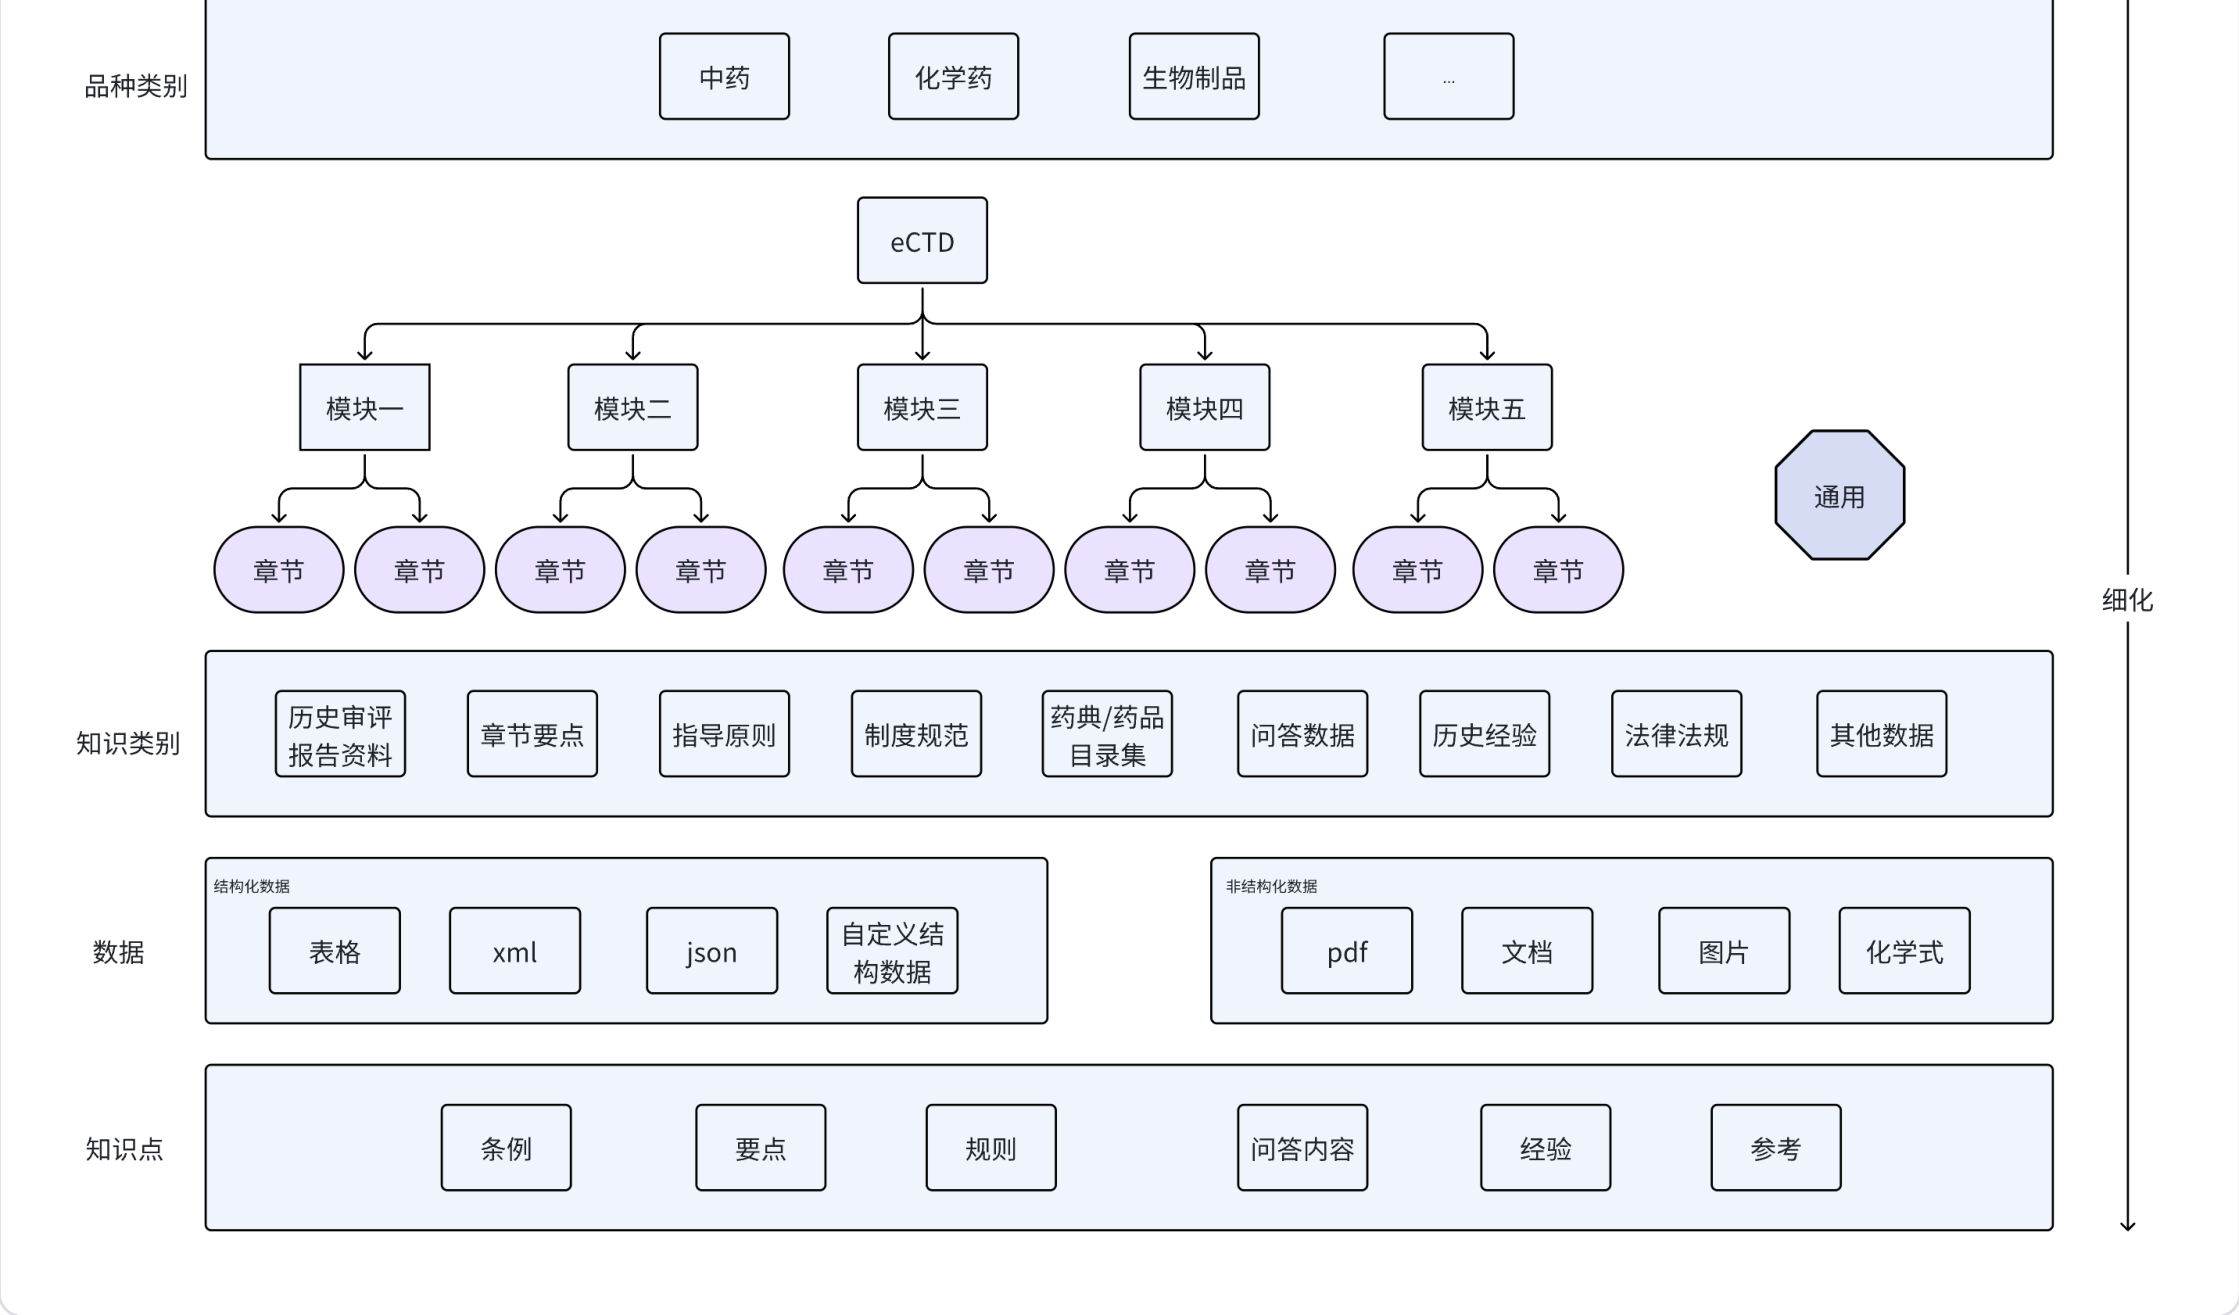 品种类别
中药
化学药
生物制品
...
eCTD
模块一
模块二
模块三
模块四
模块五
通用
章节
章节
章节
章节
章节
章节
章节
章节
章节
章节
细化
知识类别
历史审评
报告资料
章节要点
指导原则
制度规范
药典/药品
目录集
问答数据
历史经验
法律法规
其他数据
数据
结构化数据
表格
xml
json
自定义结
构数据
非结构化数据
pdf
文档
图片
化学式
知识点
条例
要点
规则
问答内容
经验
参考